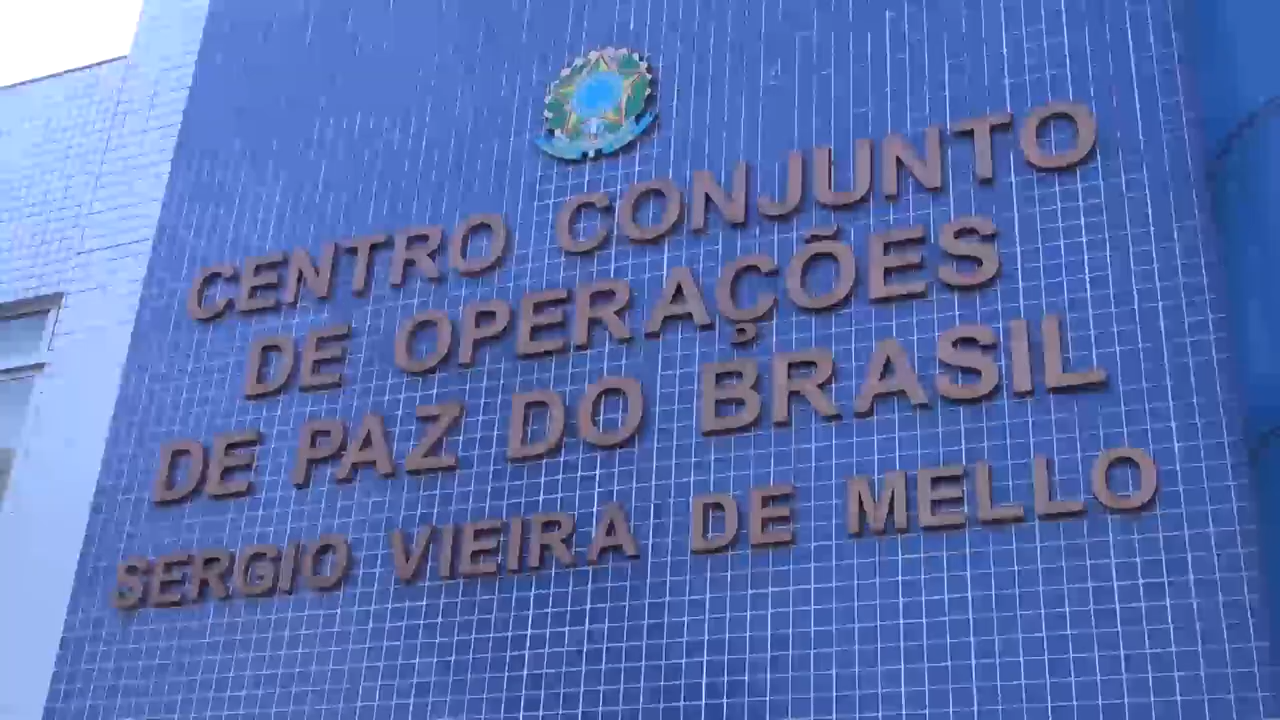 CENTRO CONJUNTO
DE OPERAÇÕES
DE PAZ DO BRASIL
SERGIO VIEIRA DE MELLO